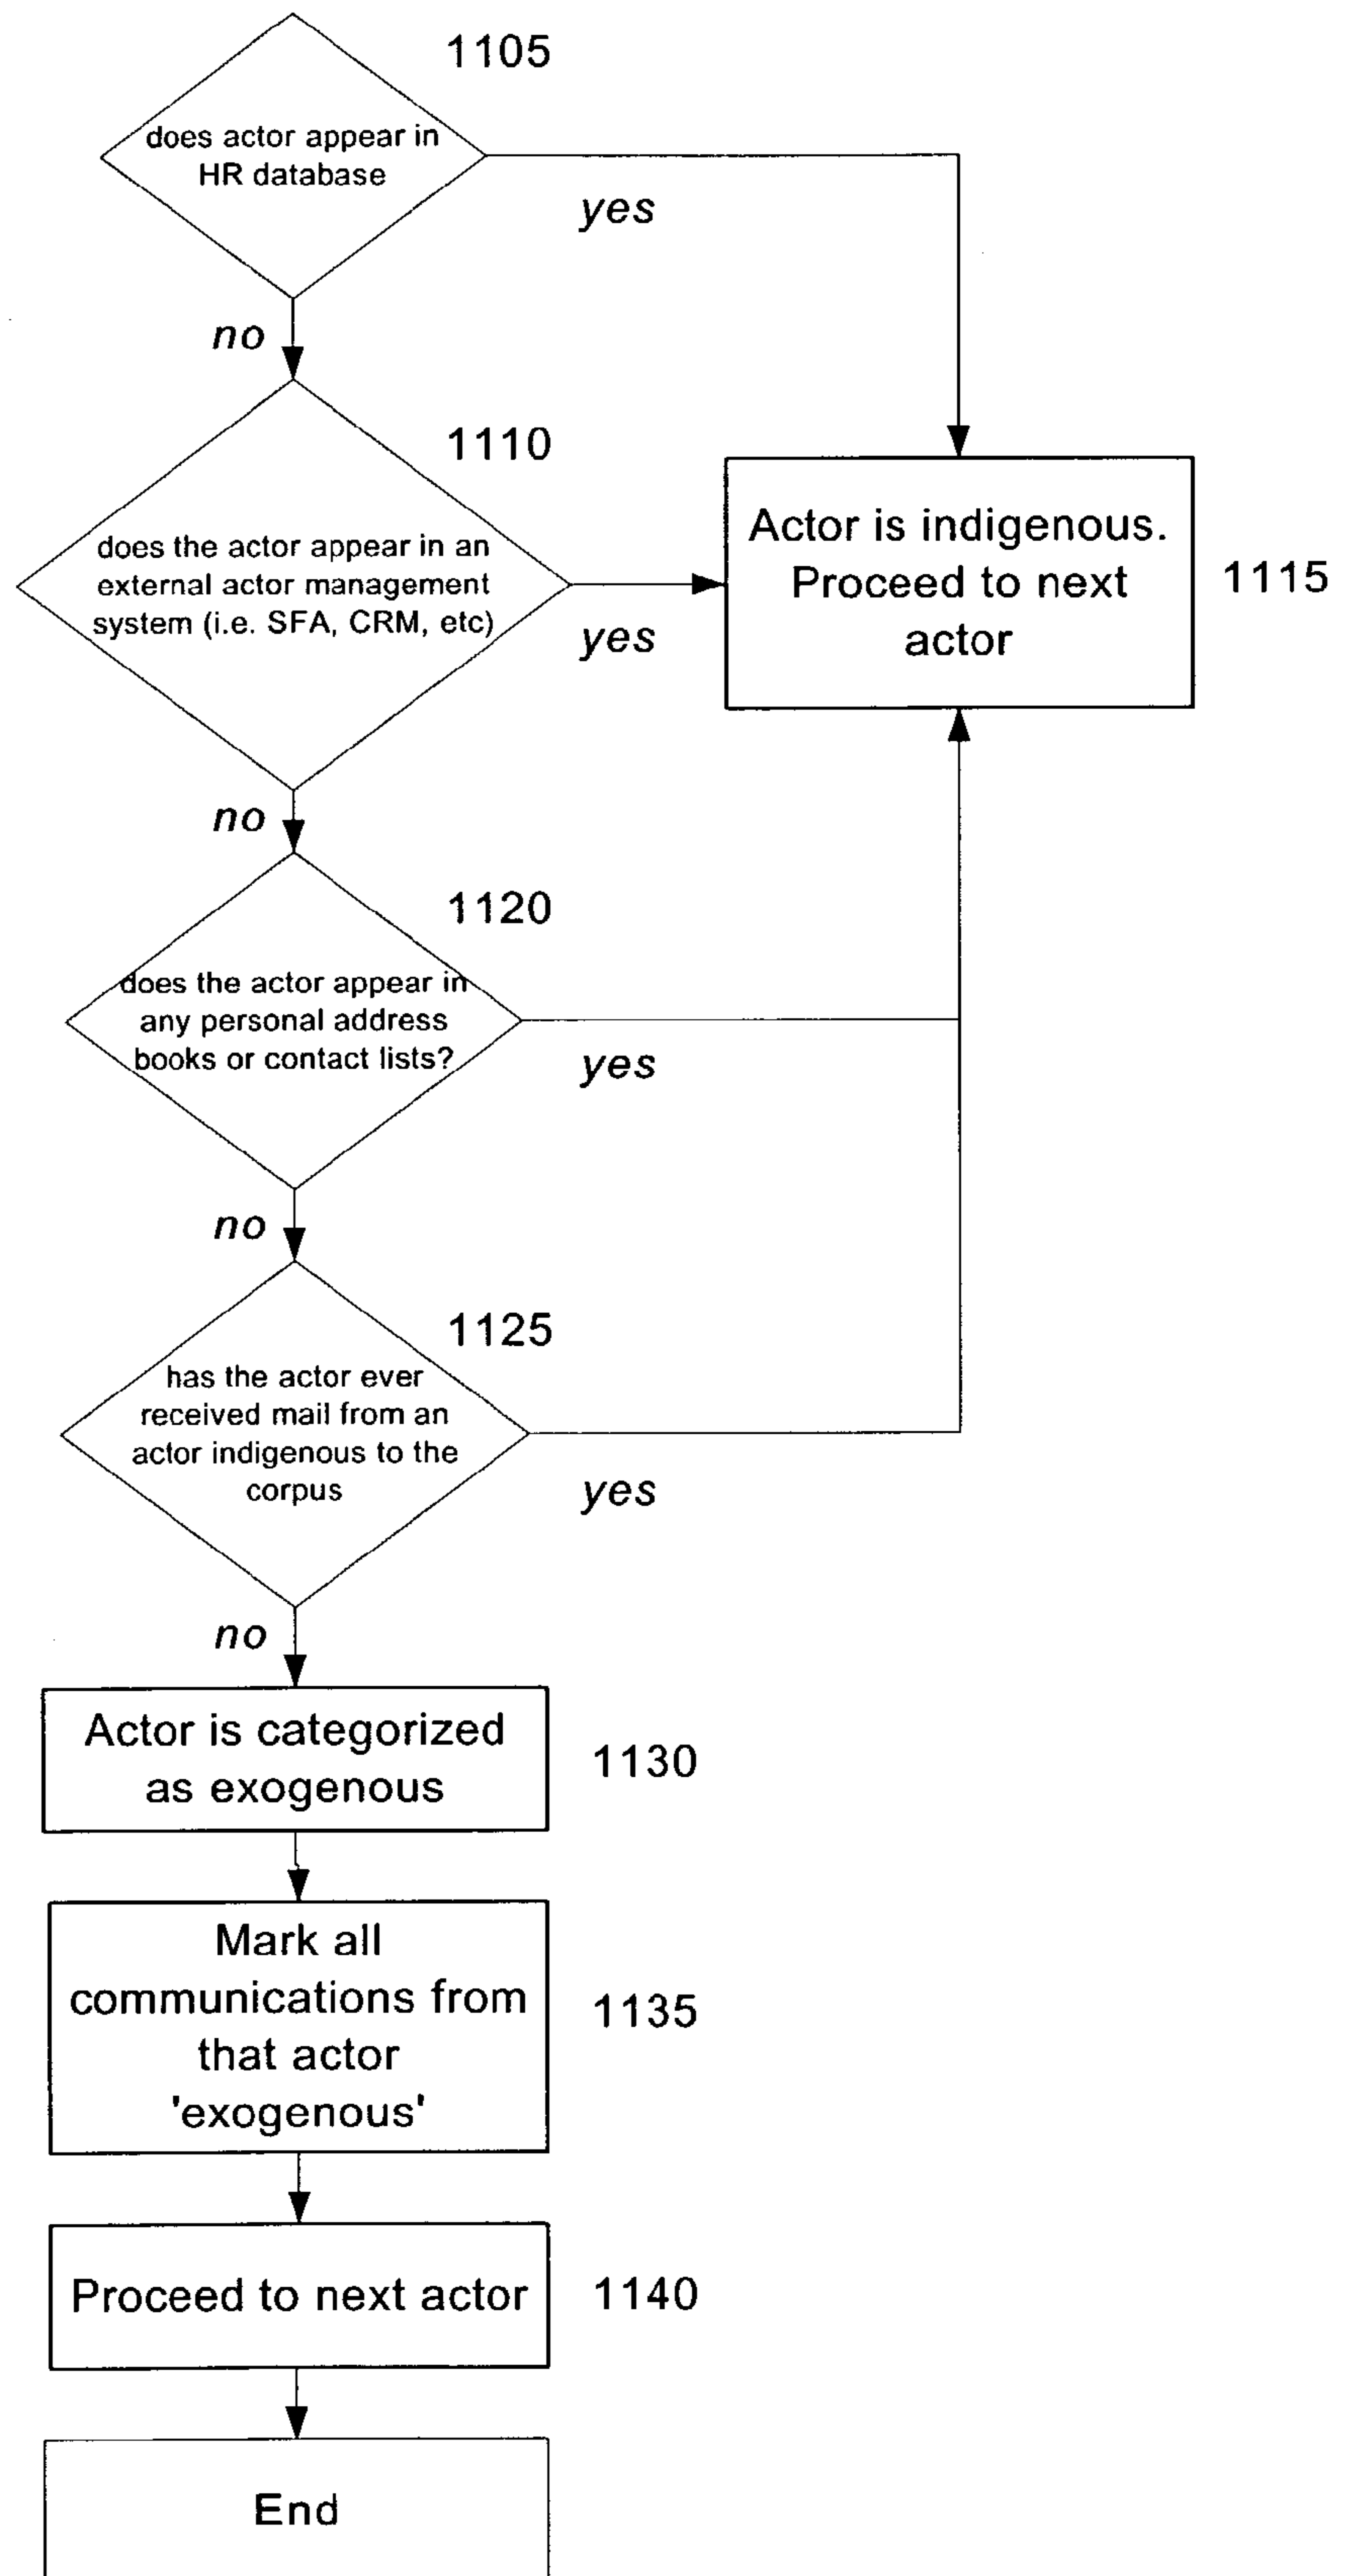 1105
does actor appear in
HR database
yes
no
1110
does the actor appear in an
external actor management
system (i.e. SFA, CRM, etc)
yes
Actor is indigenous.
Proceed to next
actor
1115
no
1120
does the actor appear in
any personal address
books or contact lists?
yes
no
1125
has the actor ever
received mail from an
actor indigenous to the
corpus
yes
no
Actor is categorized
as exogenous
1130
Mark all
communications from
that actor
'exogenous'
1135
Proceed to next actor
1140
End